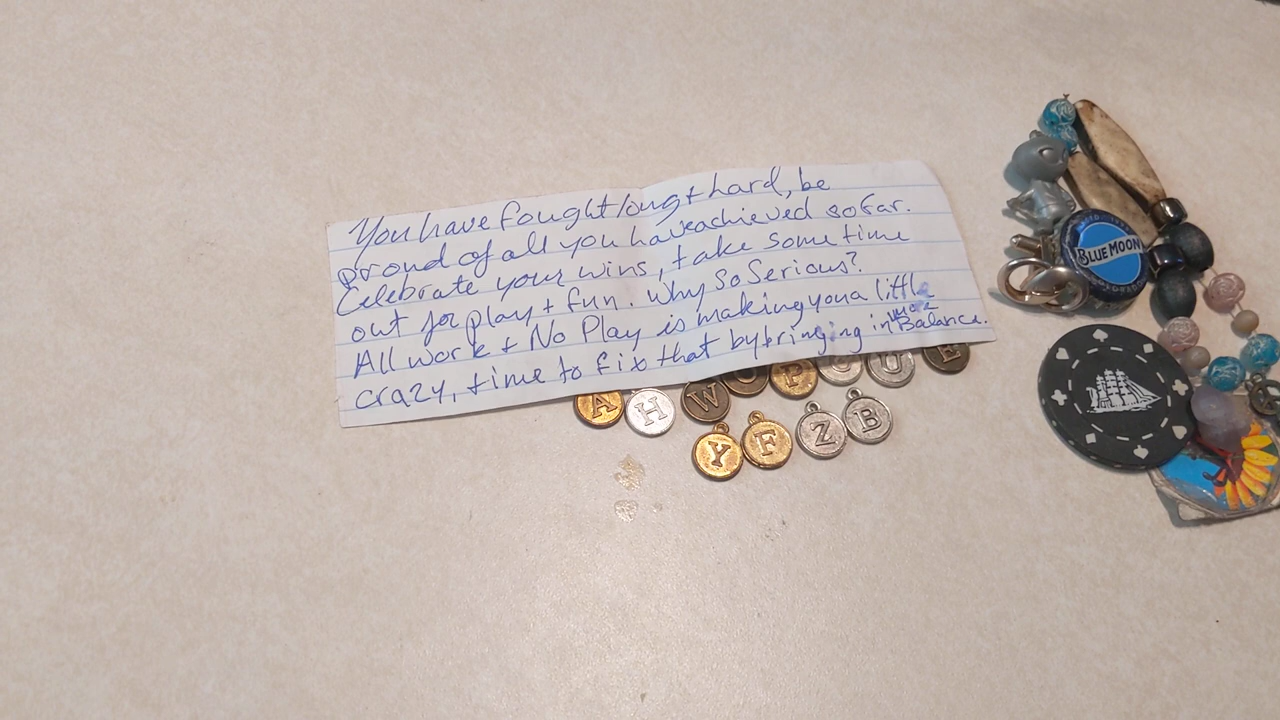 You have fought long + hard, be
proud of all you have achieved so far.
Celebrate your wins, take some time
out for play + fun. Why So Serious?
All work + No Play is making you a little
crazy, time to fix that by bringing in more Balance.
A H W O P G U E
Y F Z B
BLUE MOON